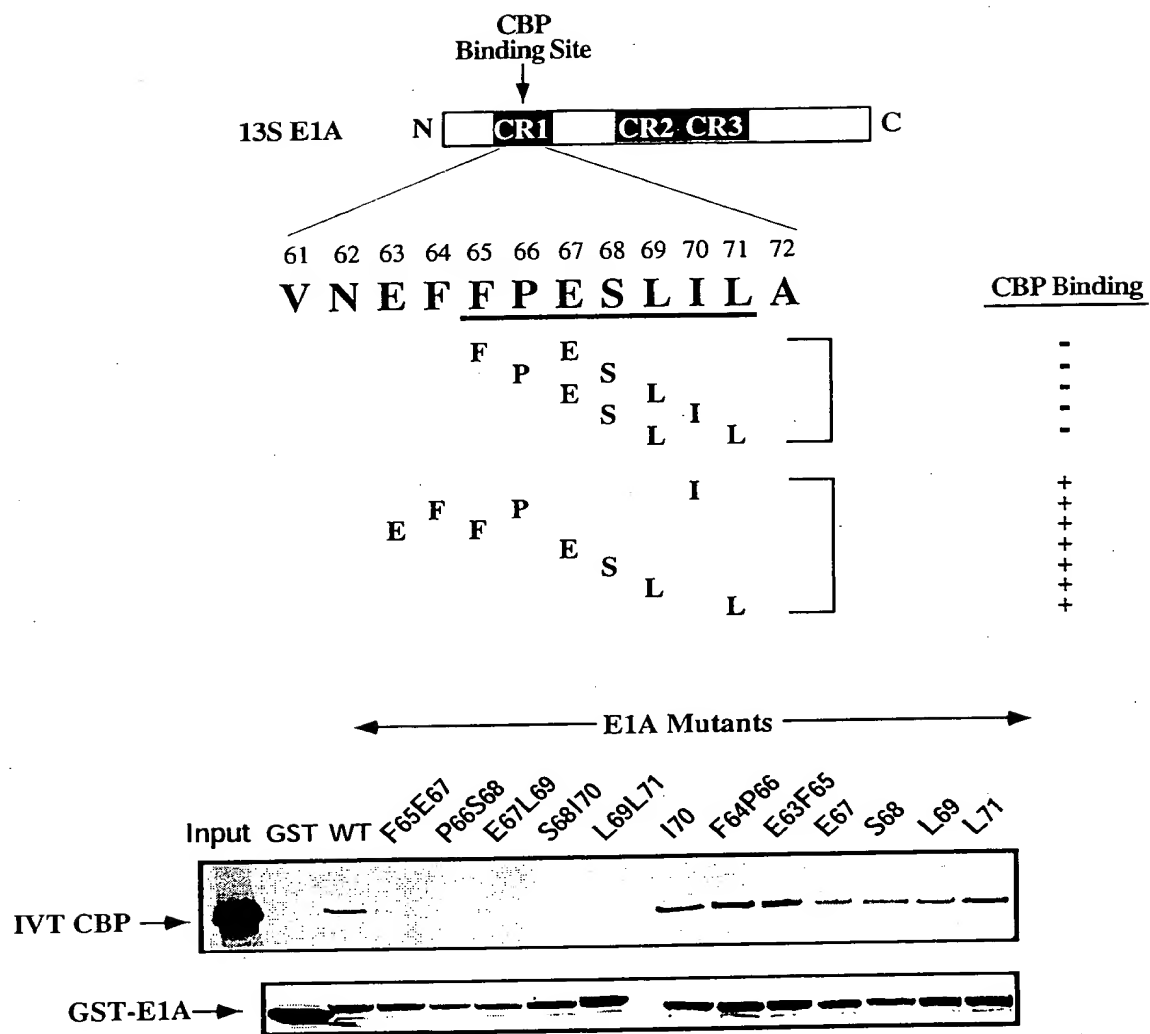 CBP
Binding Site
13S E1A N CR1 CR2 CR3 C
61 62 63 64 65 66 67 68 69 70 71 72
V N E F F P E S L I L A
CBP Binding
F E -
P S -
E L -
S I -
L L -
I +
F P +
E F +
E +
S +
L +
L +
E1A Mutants
Input GST WT F65E67 P66S68 E67L69 S68I70 L69L71 I70 F64P66 E63F65 E67 S68 L69 L71
IVT CBP
GST-E1A